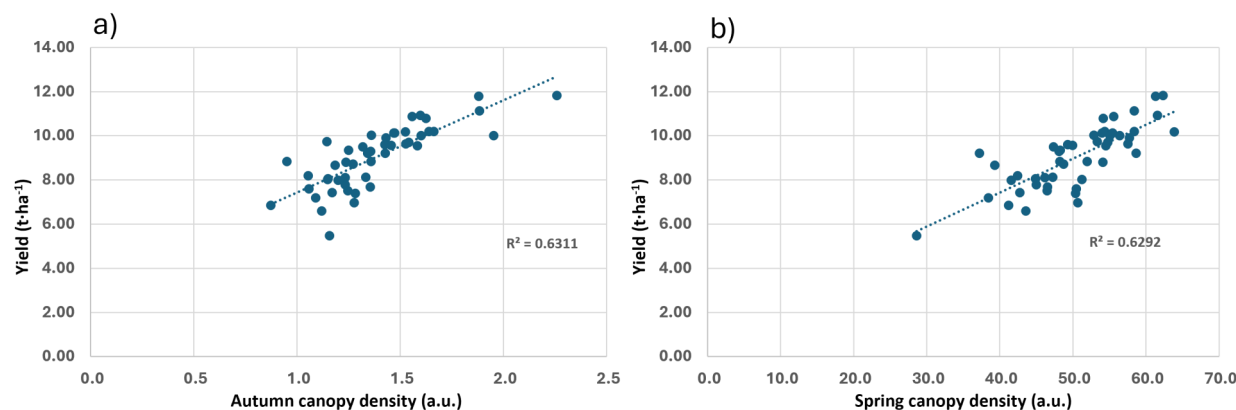 a)
14.00
12.00
10.00
8.00
6.00
4.00
2.00
0.00
Yield (t·ha⁻¹)
R² = 0.6311
0.0 0.5 1.0 1.5 2.0 2.5
Autumn canopy density (a.u.)
b)
14.00
12.00
10.00
8.00
6.00
4.00
2.00
0.00
Yield (t·ha⁻¹)
R² = 0.6292
0.0 10.0 20.0 30.0 40.0 50.0 60.0 70.0
Spring canopy density (a.u.)